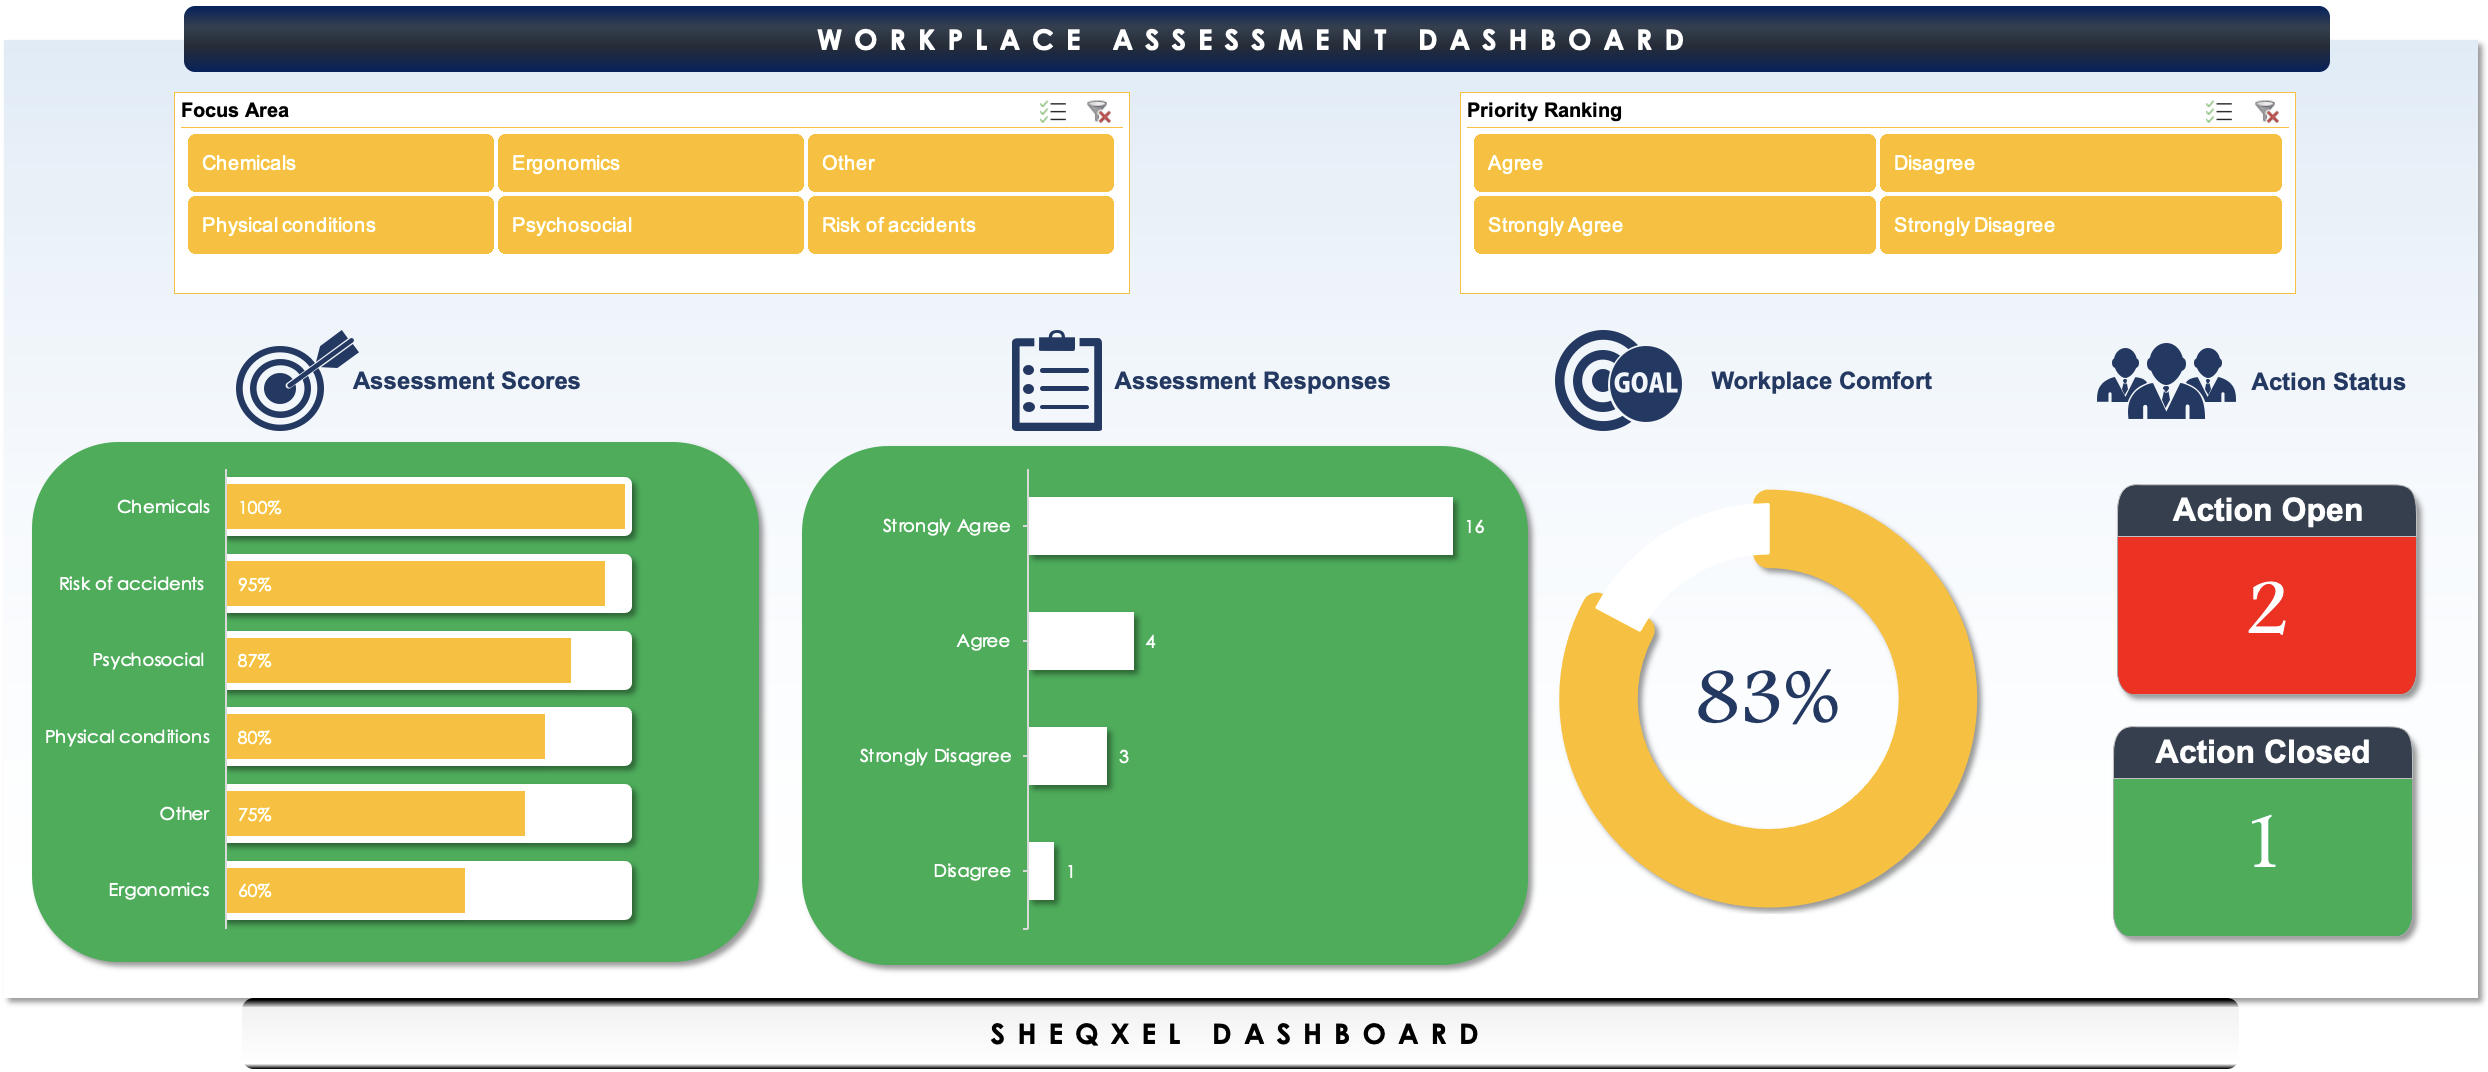 WORKPLACE ASSESSMENT DASHBOARD
Focus Area
Chemicals
Ergonomics
Other
Physical conditions
Psychosocial
Risk of accidents
Priority Ranking
Agree
Disagree
Strongly Agree
Strongly Disagree
Assessment Scores
Assessment Responses
GOAL
Workplace Comfort
Action Status
Chemicals 100%
Risk of accidents 95%
Psychosocial 87%
Physical conditions 80%
Other 75%
Ergonomics 60%
Strongly Agree 16
Agree 4
Strongly Disagree 3
Disagree 1
83%
Action Open
2
Action Closed
1
SHEQXEL DASHBOARD